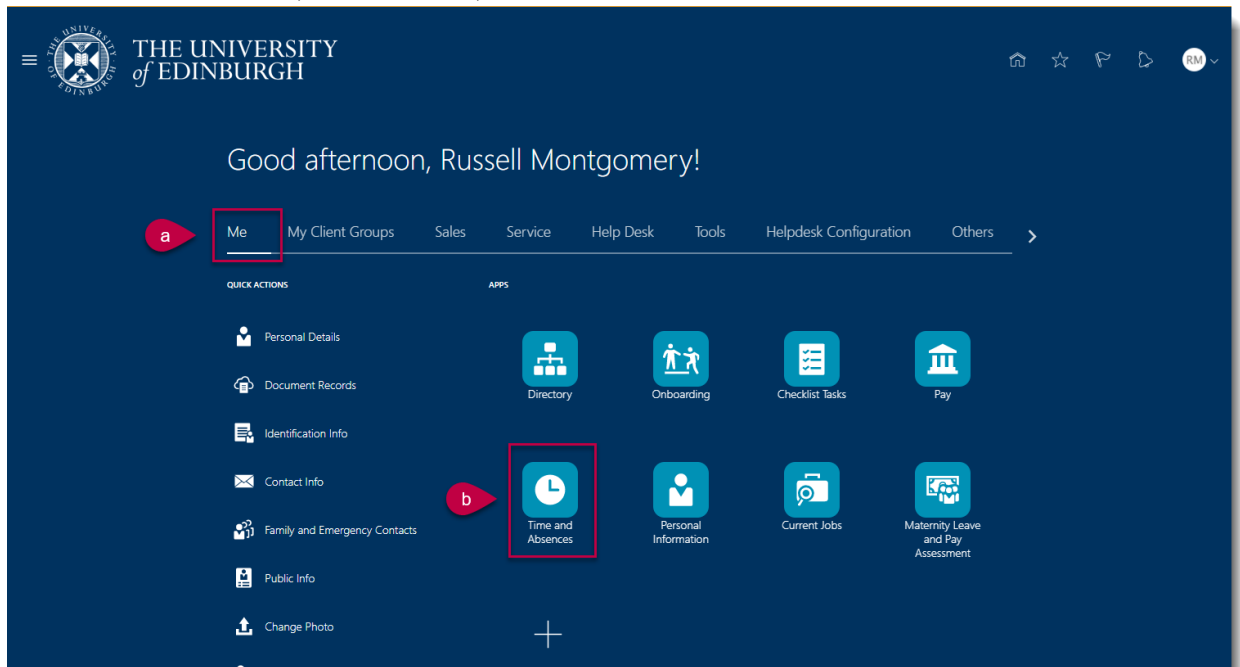 THE UNIVERSITY
of EDINBURGH
RM
Good afternoon, Russell Montgomery!
a
Me My Client Groups Sales Service Help Desk Tools Helpdesk Configuration Others
QUICK ACTIONS
APPS
Personal Details
Document Records
Identification Info
Contact Info
Family and Emergency Contacts
Public Info
Change Photo
Directory
Onboarding
Checklist Tasks
Pay
b
Time and
Absences
Personal
Information
Current Jobs
Maternity Leave
and Pay
Assessment